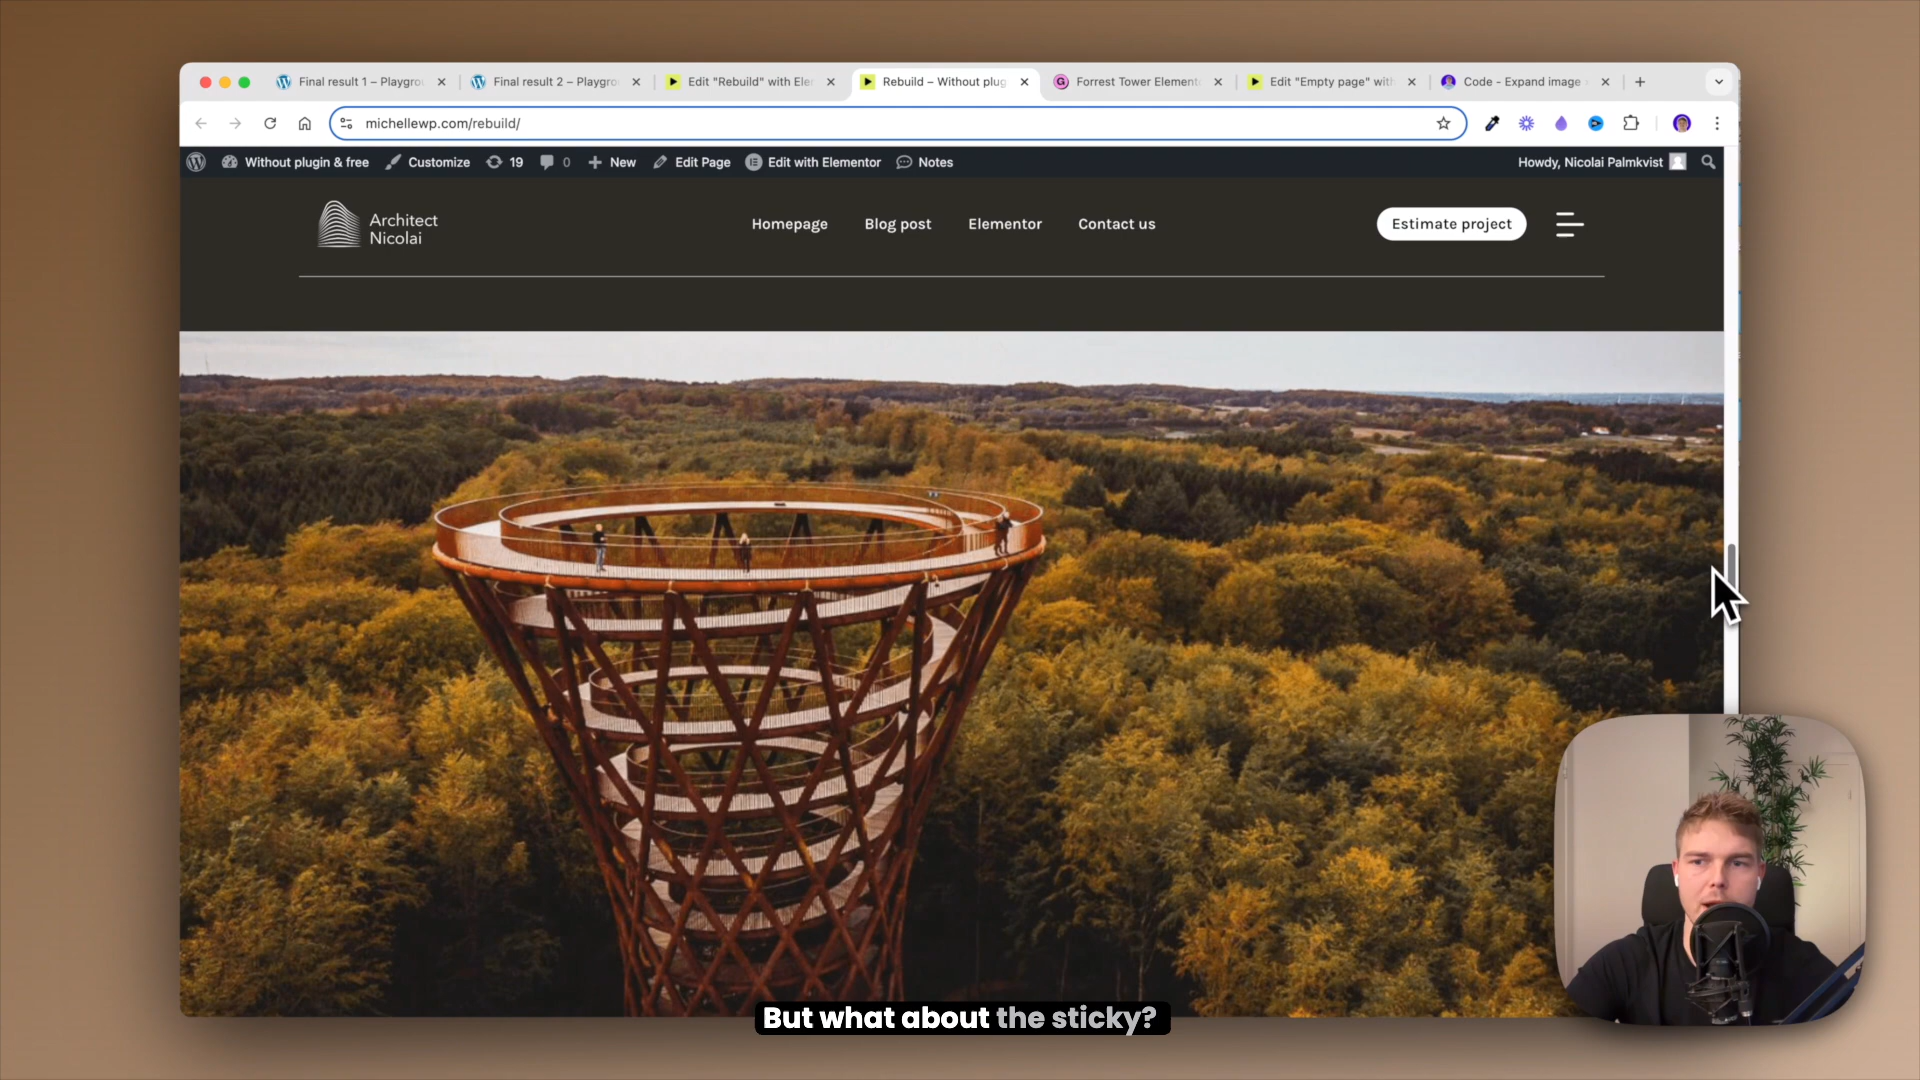 Final result 1 – Playgro
Final result 2 – Playgro
Edit "Rebuild" with Ele
Rebuild – Without plug
Forrest Tower Element
Edit "Empty page" with
Code - Expand image
michellewp.com/rebuild/
Without plugin & free
Customize
19
0
New
Edit Page
Edit with Elementor
Notes
Howdy, Nicolai Palmkvist
Architect
Nicolai
Homepage
Blog post
Elementor
Contact us
Estimate project
But what about the sticky?